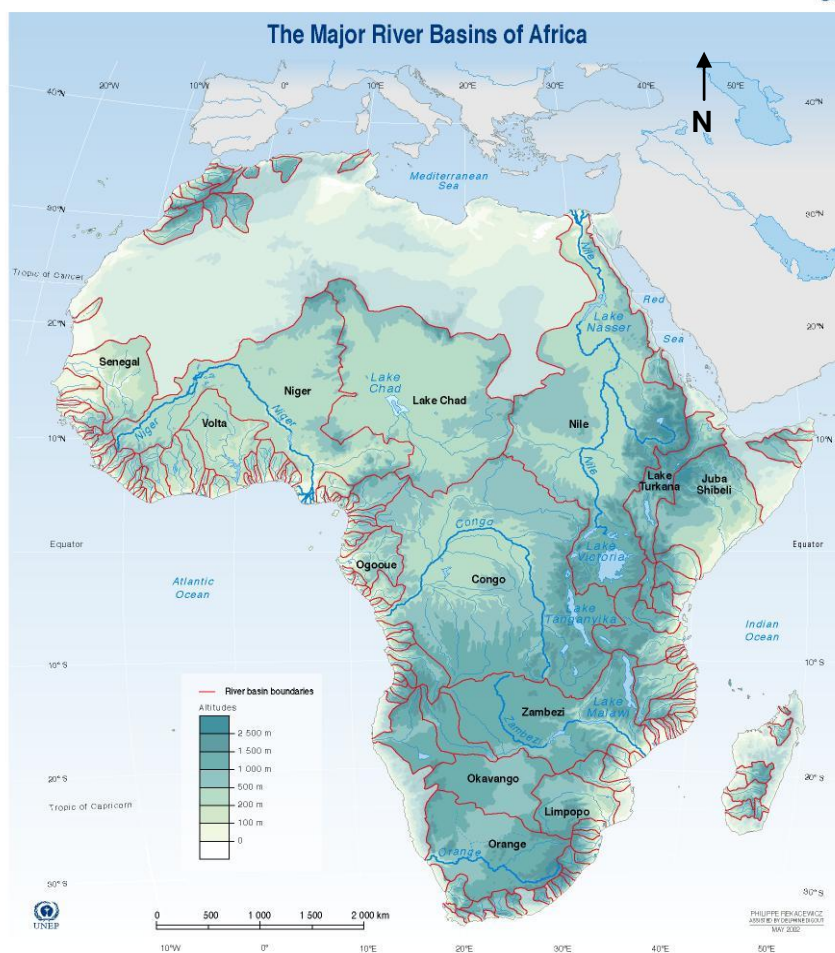 The Major River Basins of Africa
20°W
10°W
0°
10°E
20°E
30°E
40°E
50°E
N
40°N
40°N
30°N
30°N
Mediterranean
Sea
Nile
Tropic of Cancer
Red
Sea
Lake
Nasser
20°N
20°N
Senegal
Niger
Lake
Chad
Lake Chad
Nile
Niger
Niger
Volta
10°N
10°N
Nile
Lake
Turkana
Juba
Shibeli
Congo
Equator
Equator
Lake
Victoria
Ogooue
Congo
Atlantic
Ocean
Lake
Tanganyika
Indian
Ocean
10° S
10° S
River basin boundaries
Altitudes
2 500 m
1 500 m
1 000 m
500 m
200 m
100 m
0
Zambezi
Lake
Malawi
Zambezi
20° S
20° S
Okavango
Tropic of Capricorn
Limpopo
Orange
Orange
30° S
30° S
UNEP
0 500 1 000 1 500 2 000 km
PHILIPPE REKACEWICZ
ASSISTED BY DELPHINE DIGOUT
MAY 2002
10°W
0°
10°E
20°E
30°E
40°E
50°E